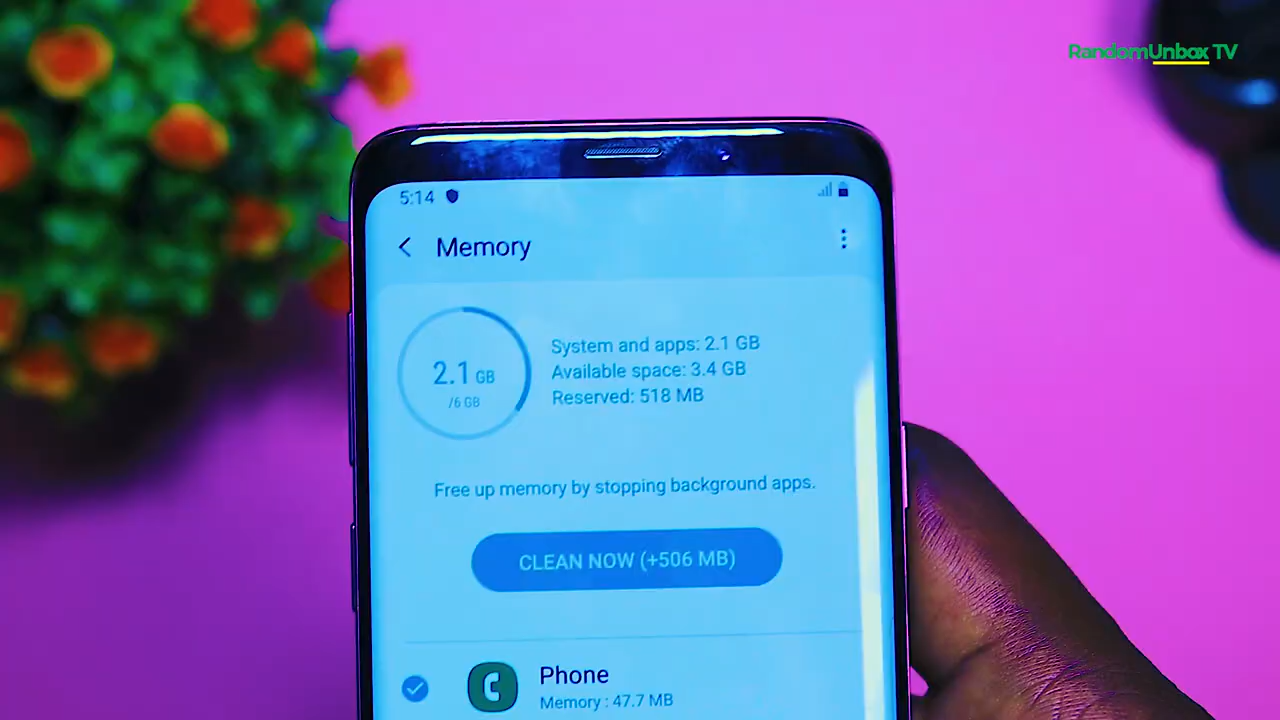 RandomUnbox TV
5:14
Memory
2.1 GB
/6 GB
System and apps: 2.1 GB
Available space: 3.4 GB
Reserved: 518 MB
Free up memory by stopping background apps.
CLEAN NOW (+506 MB)
Phone
Memory : 47.7 MB